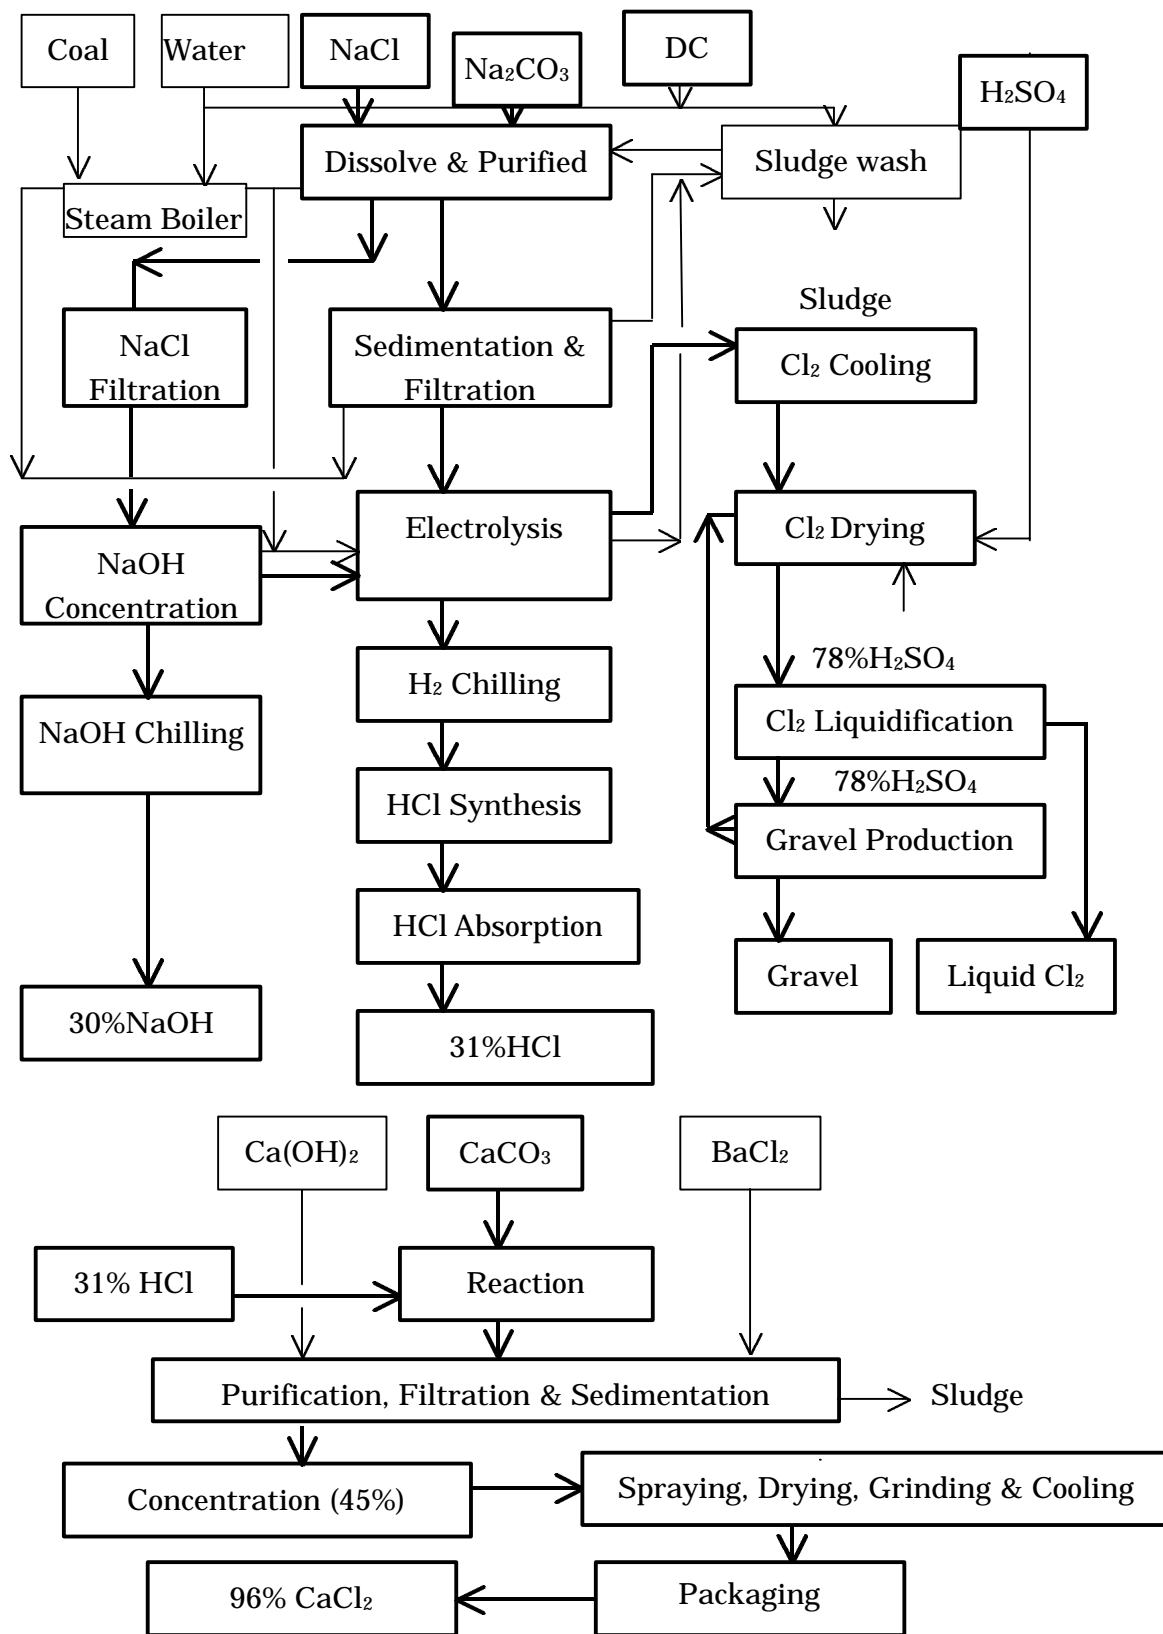 Coal
Water
NaCl
Na₂CO₃
DC
H₂SO₄
Dissolve & Purified
Sludge wash
Steam Boiler
Sludge
NaCl
Filtration
Sedimentation &
Filtration
Cl₂ Cooling
Electrolysis
Cl₂ Drying
NaOH
Concentration
78%H₂SO₄
H₂ Chilling
NaOH Chilling
Cl₂ Liquidification
78%H₂SO₄
HCl Synthesis
Gravel Production
HCl Absorption
Gravel
Liquid Cl₂
30%NaOH
31%HCl
Ca(OH)₂
CaCO₃
BaCl₂
31% HCl
Reaction
Purification, Filtration & Sedimentation
Sludge
Concentration (45%)
Spraying, Drying, Grinding & Cooling
96% CaCl₂
Packaging